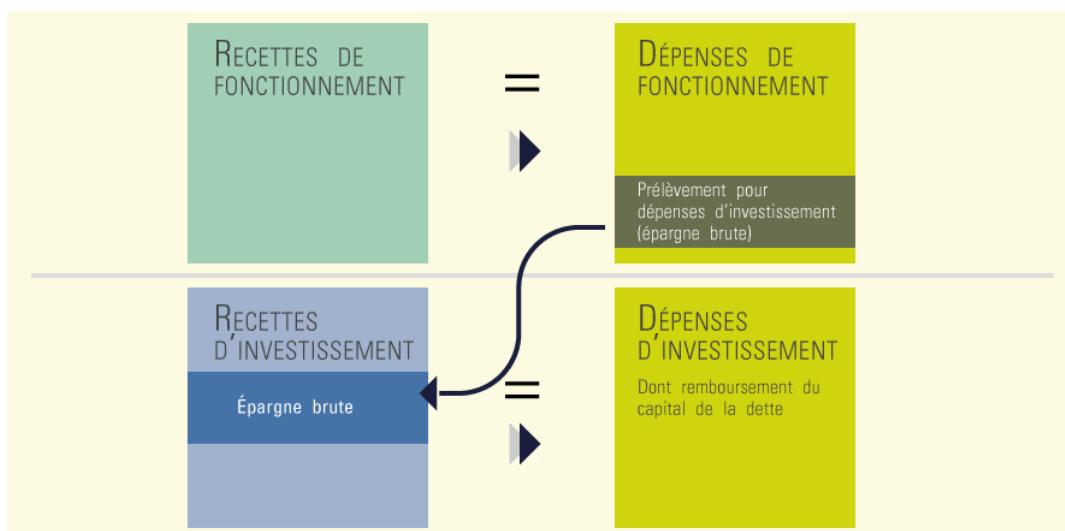 Recettes de
fonctionnement
=
Dépenses de
fonctionnement
Prélèvement pour
dépenses d'investissement
(épargne brute)
Recettes
d'investissement
Épargne brute
=
Dépenses
d'investissement
Dont remboursement du
capital de la dette